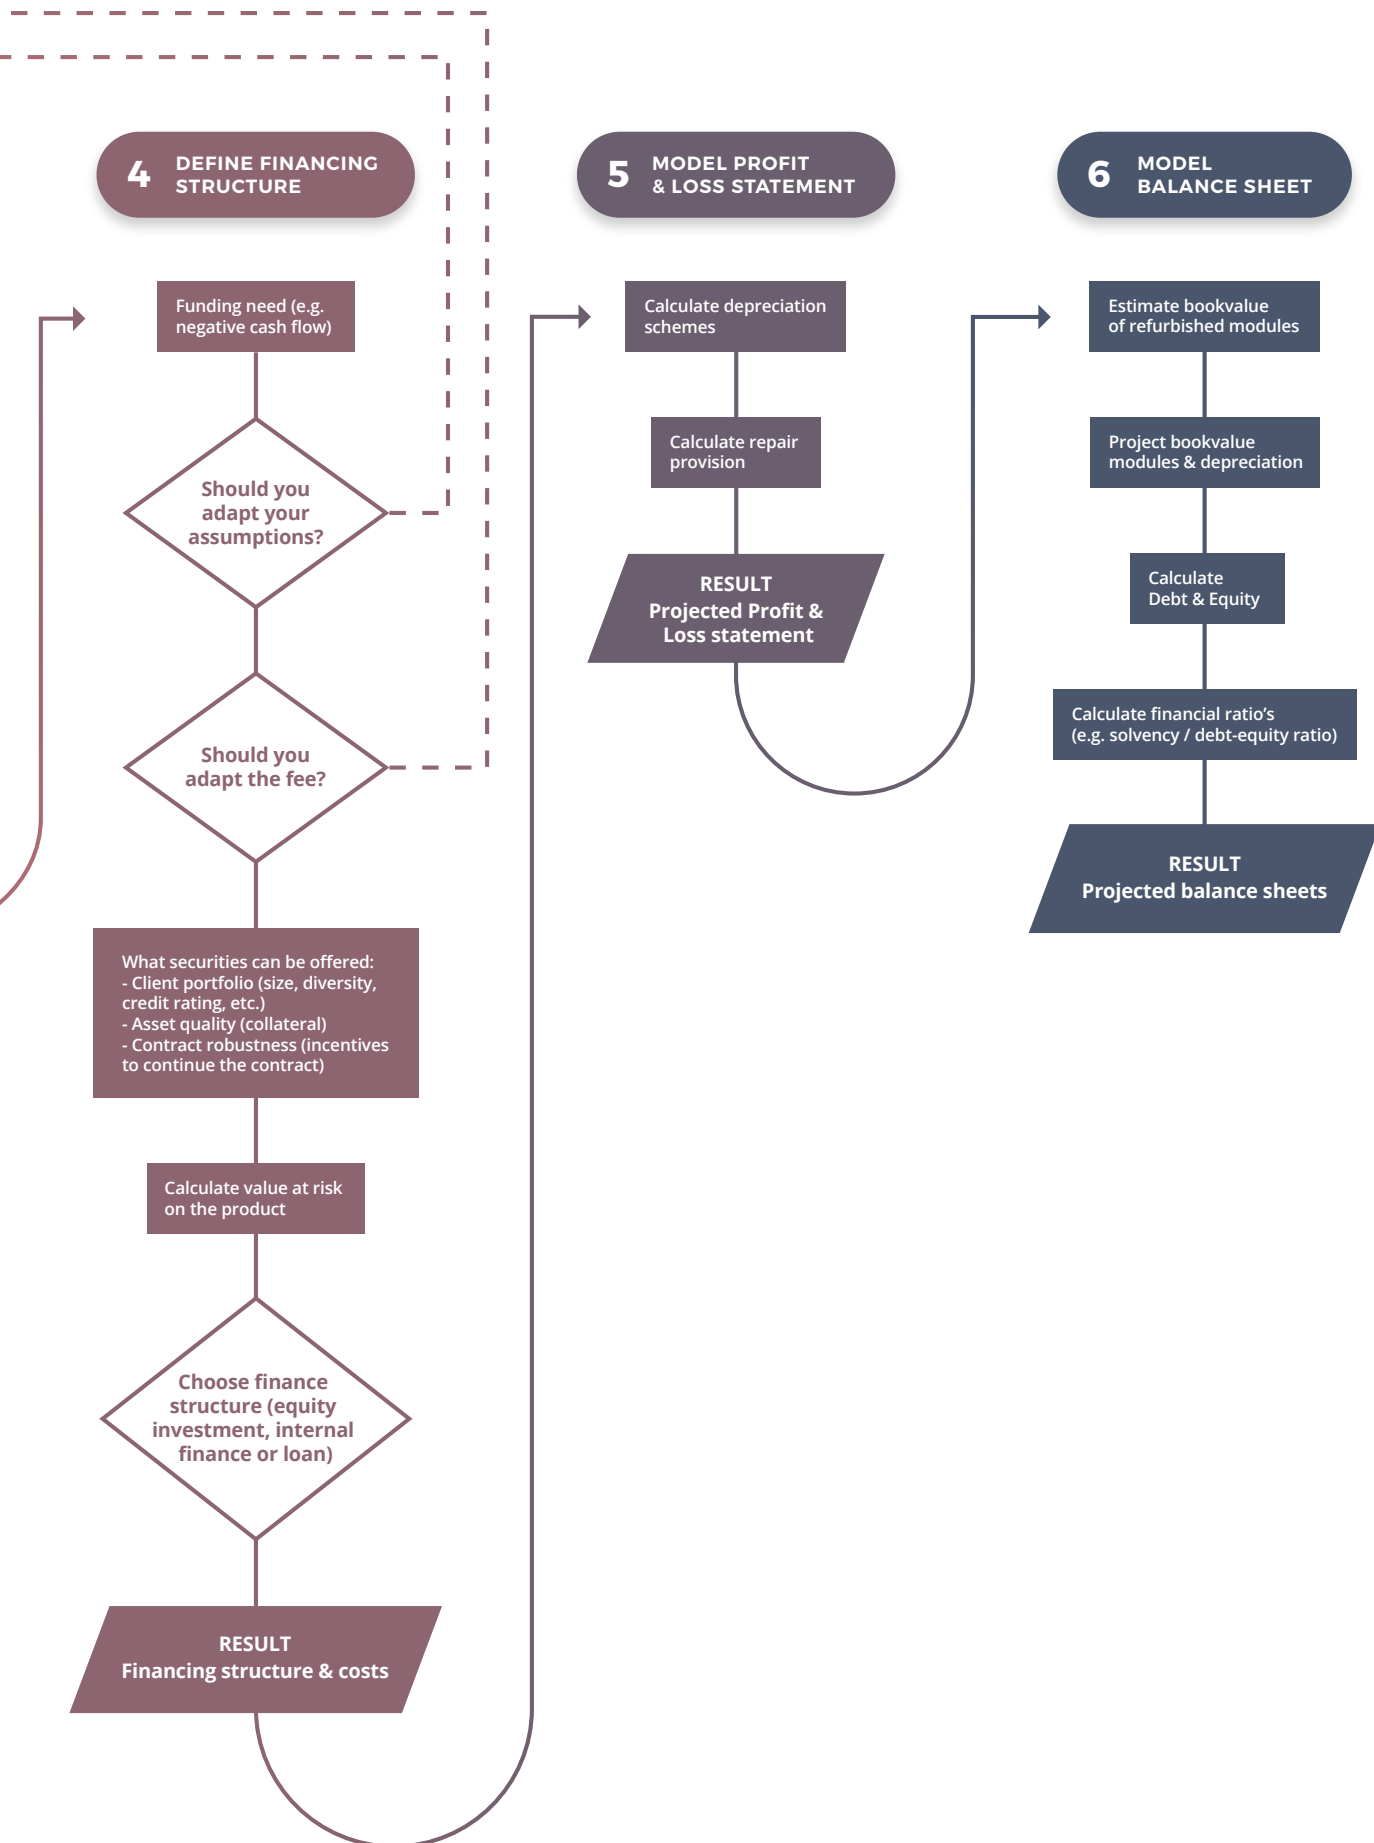 4
DEFINE FINANCING
STRUCTURE
Funding need (e.g.
negative cash flow)
Should you
adapt your
assumptions?
Should you
adapt the fee?
What securities can be offered:
- Client portfolio (size, diversity,
credit rating, etc.)
- Asset quality (collateral)
- Contract robustness (incentives
to continue the contract)
Calculate value at risk
on the product
Choose finance
structure (equity
investment, internal
finance or loan)
RESULT
Financing structure & costs
5
MODEL PROFIT
& LOSS STATEMENT
Calculate depreciation
schemes
Calculate repair
provision
RESULT
Projected Profit &
Loss statement
6
MODEL
BALANCE SHEET
Estimate bookvalue
of refurbished modules
Project bookvalue
modules & depreciation
Calculate
Debt & Equity
Calculate financial ratio’s
(e.g. solvency / debt-equity ratio)
RESULT
Projected balance sheets